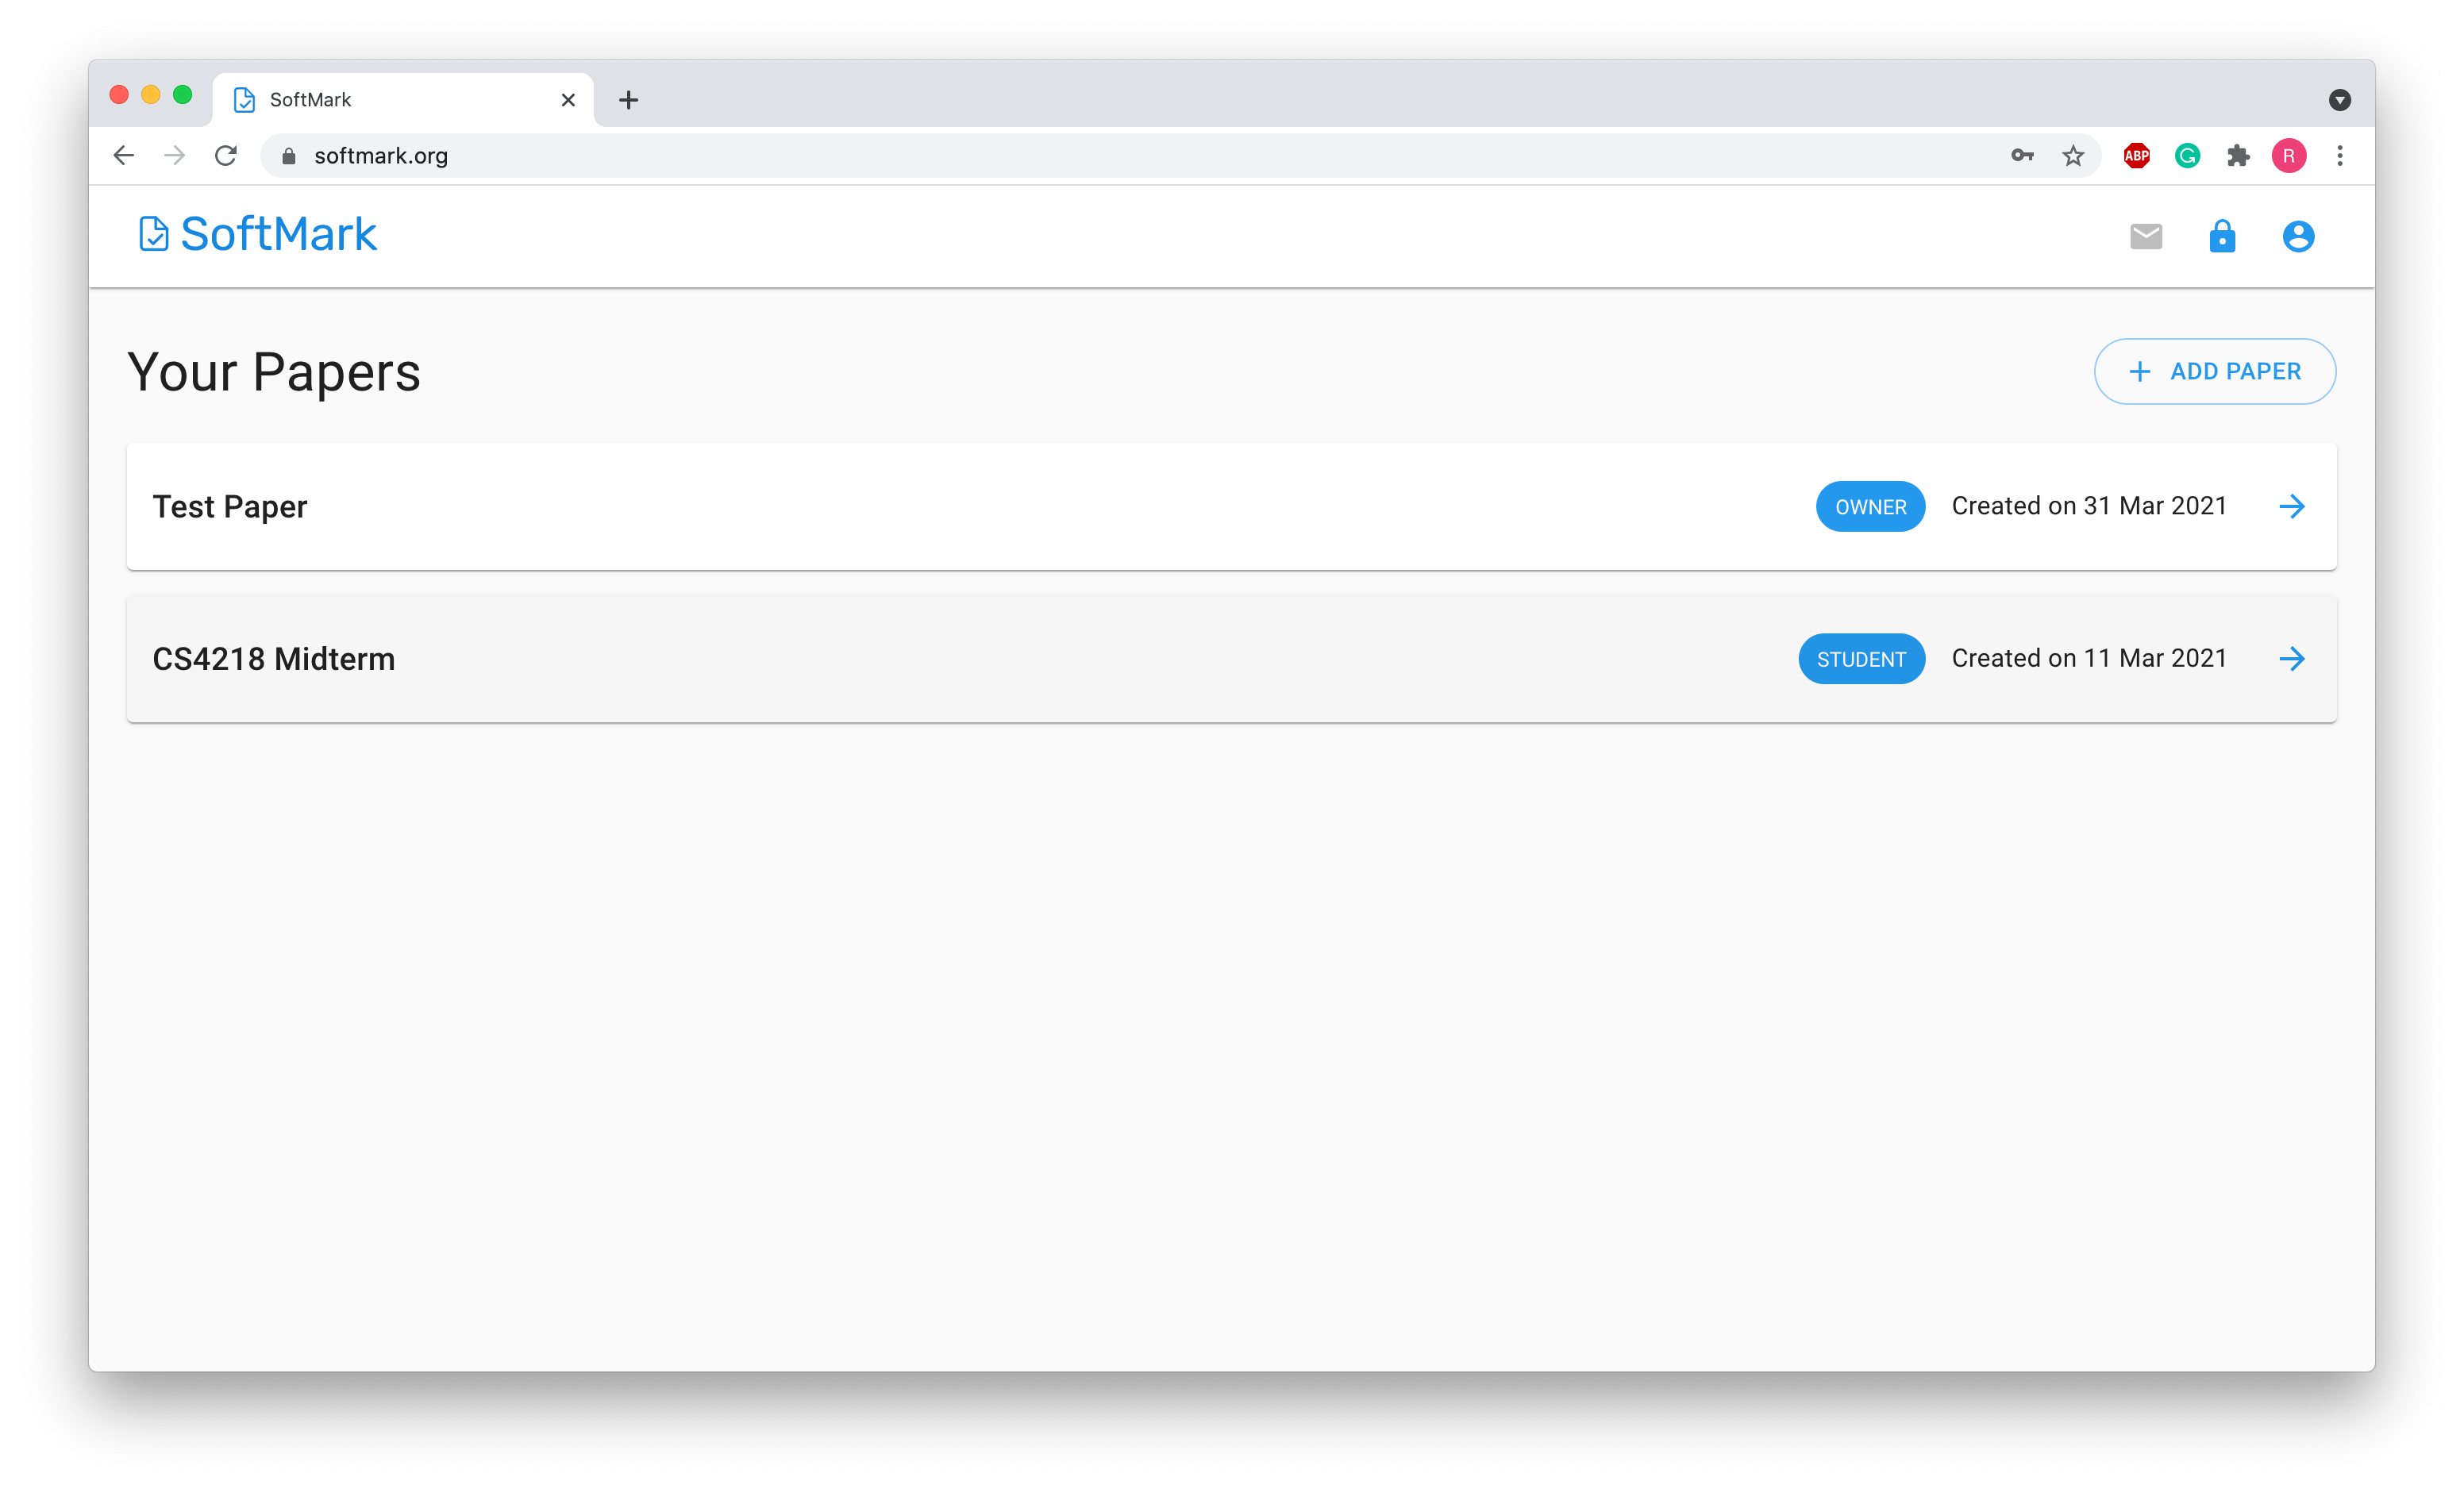 SoftMark
softmark.org
ABP
R
SoftMark
Your Papers
ADD PAPER
Test Paper OWNER Created on 31 Mar 2021
CS4218 Midterm STUDENT Created on 11 Mar 2021